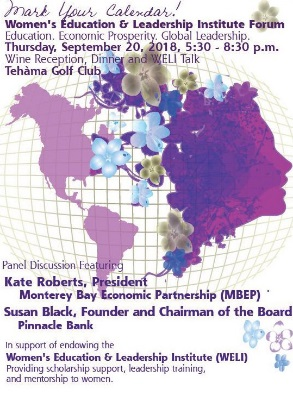 Mark Your Calendar!
Women's Education & Leadership Institute Forum
Education. Economic Prosperity. Global Leadership.
Thursday, September 20, 2018, 5:30 - 8:30 p.m.
Wine Reception, Dinner and WELI Talk
Tehàma Golf Club
Panel Discussion Featuring
Kate Roberts, President
Monterey Bay Economic Partnership (MBEP)
Susan Black, Founder and Chairman of the Board
Pinnacle Bank
In support of endowing the
Women's Education & Leadership Institute (WELI)
Providing scholarship support, leadership training,
and mentorship to women.